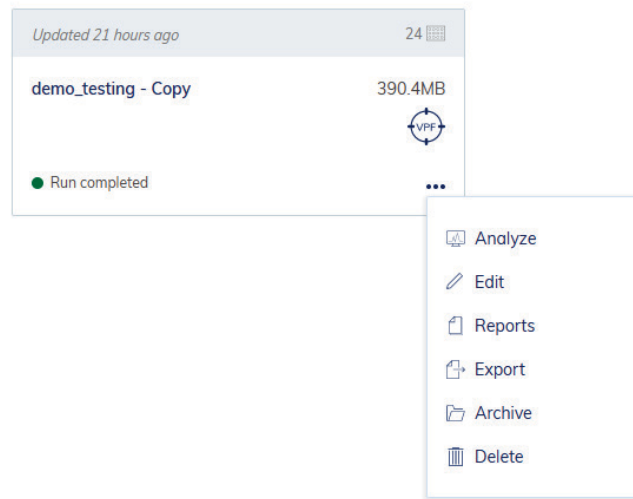 Updated 21 hours ago 24
demo_testing - Copy 390.4MB
VPF
Run completed
Analyze
Edit
Reports
Export
Archive
Delete